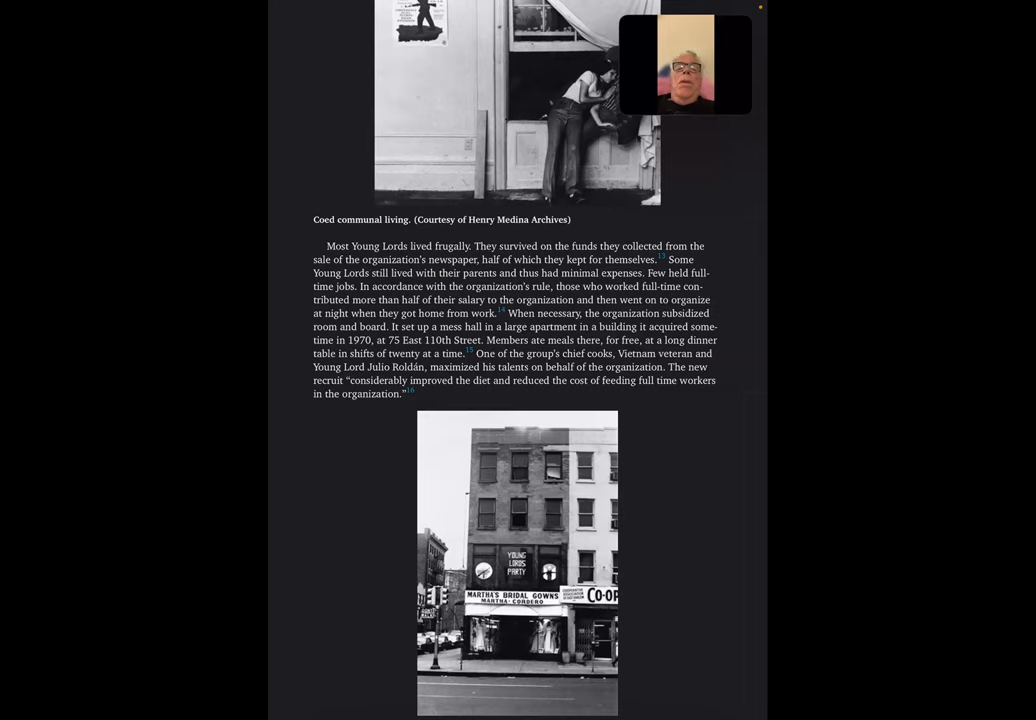 Coed communal living. (Courtesy of Henry Medina Archives)
Most Young Lords lived frugally. They survived on the funds they collected from the
sale of the organization's newspaper, half of which they kept for themselves.13 Some
Young Lords still lived with their parents and thus had minimal expenses. Few held full-
time jobs. In accordance with the organization's rule, those who worked full-time con-
tributed more than half of their salary to the organization and then went on to organize
at night when they got home from work.14 When necessary, the organization subsidized
room and board. It set up a mess hall in a large apartment in a building it acquired some-
time in 1970, at 75 East 110th Street. Members ate meals there, for free, at a long dinner
table in shifts of twenty at a time.15 One of the group's chief cooks, Vietnam veteran and
Young Lord Julio Roldán, maximized his talents on behalf of the organization. The new
recruit “considerably improved the diet and reduced the cost of feeding full time workers
in the organization.”16
YOUNG
LORDS
PARTY
MARTHA'S BRIDAL GOWNS
MARTHA·CORDERO
CO-OP